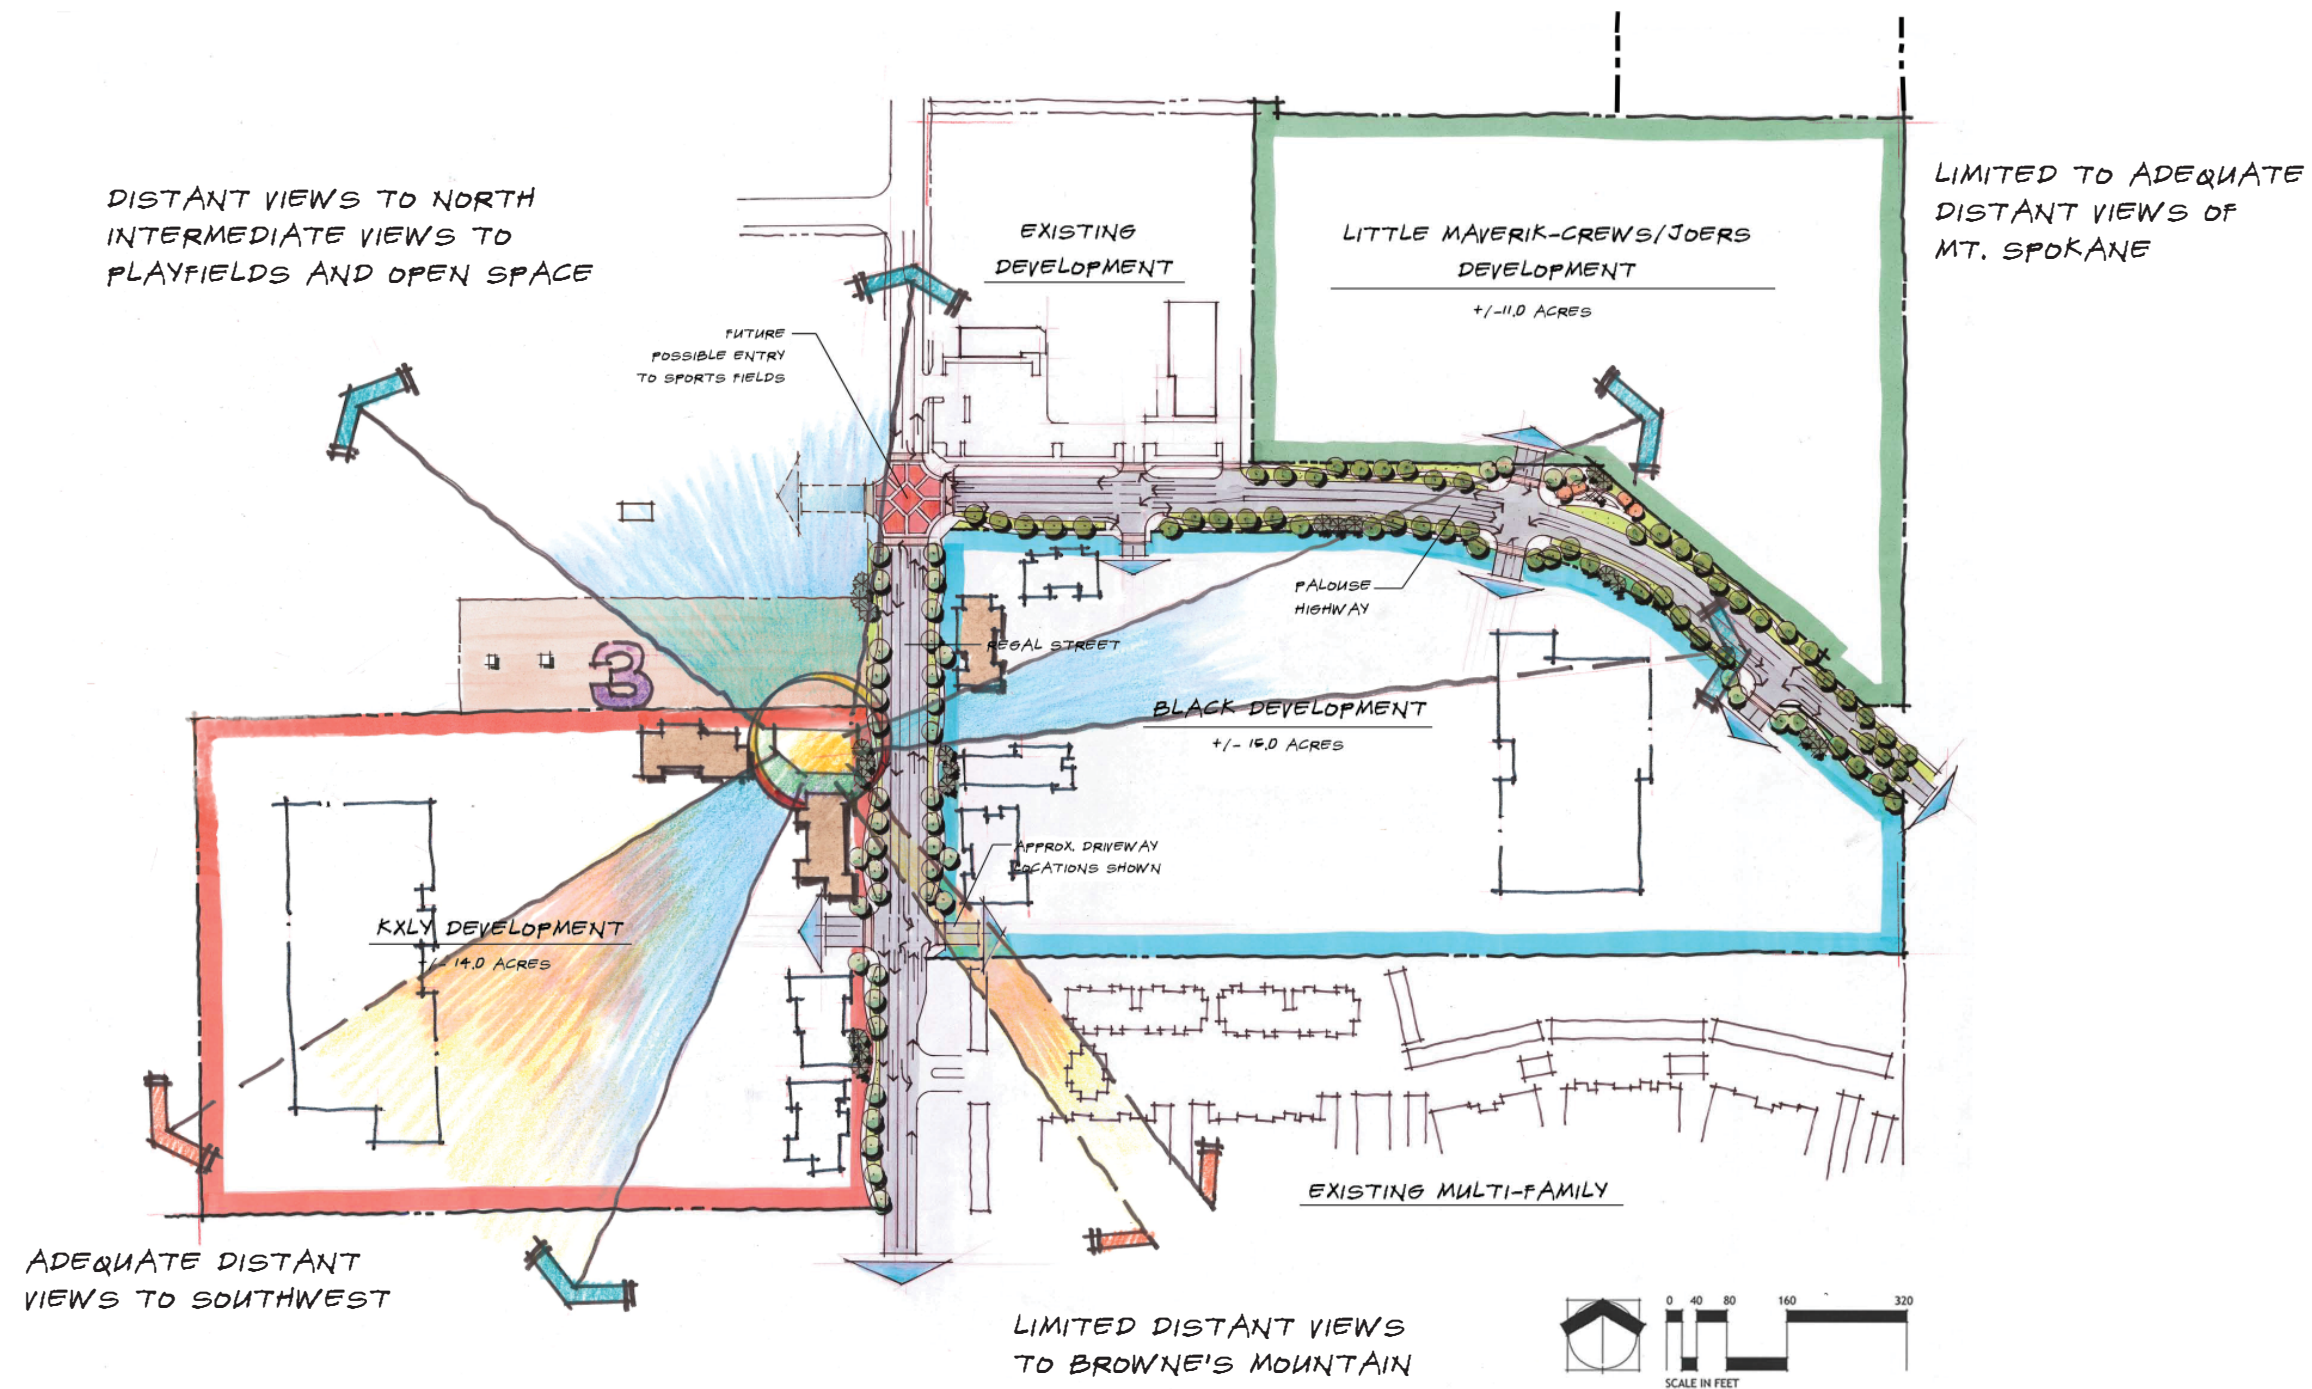 DISTANT VIEWS TO NORTH
INTERMEDIATE VIEWS TO
PLAYFIELDS AND OPEN SPACE
EXISTING
DEVELOPMENT
LITTLE MAVERIK-CREWS/JOERS
DEVELOPMENT
+/-11.0 ACRES
LIMITED TO ADEQUATE
DISTANT VIEWS OF
MT. SPOKANE
FUTURE
POSSIBLE ENTRY
TO SPORTS FIELDS
PALOUSE
HIGHWAY
REGAL STREET
3
BLACK DEVELOPMENT
+/- 15.0 ACRES
APPROX. DRIVEWAY
LOCATIONS SHOWN
KXLY DEVELOPMENT
+/- 14.0 ACRES
EXISTING MULTI-FAMILY
ADEQUATE DISTANT
VIEWS TO SOUTHWEST
LIMITED DISTANT VIEWS
TO BROWNE'S MOUNTAIN
0 40 80 160 320
SCALE IN FEET